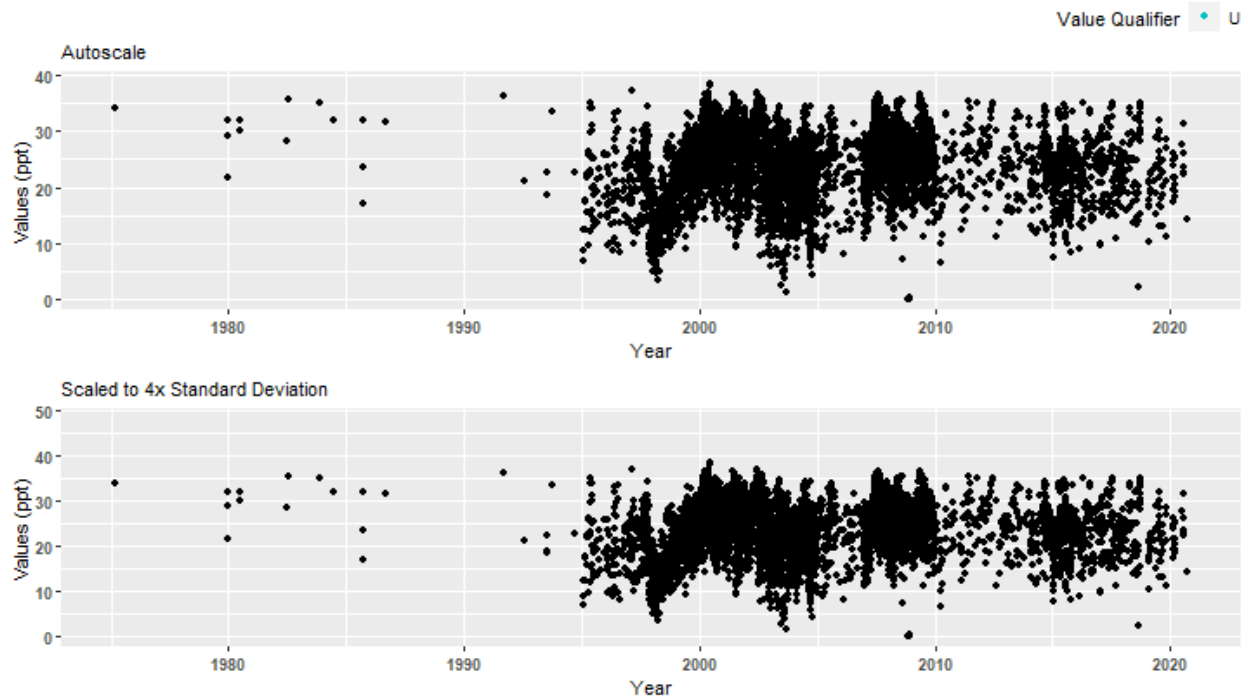 Value Qualifier U
Autoscale
Values (ppt)
40
30
20
10
0
1980 1990 2000 2010 2020
Year
Scaled to 4x Standard Deviation
Values (ppt)
50
40
30
20
10
0
1980 1990 2000 2010 2020
Year